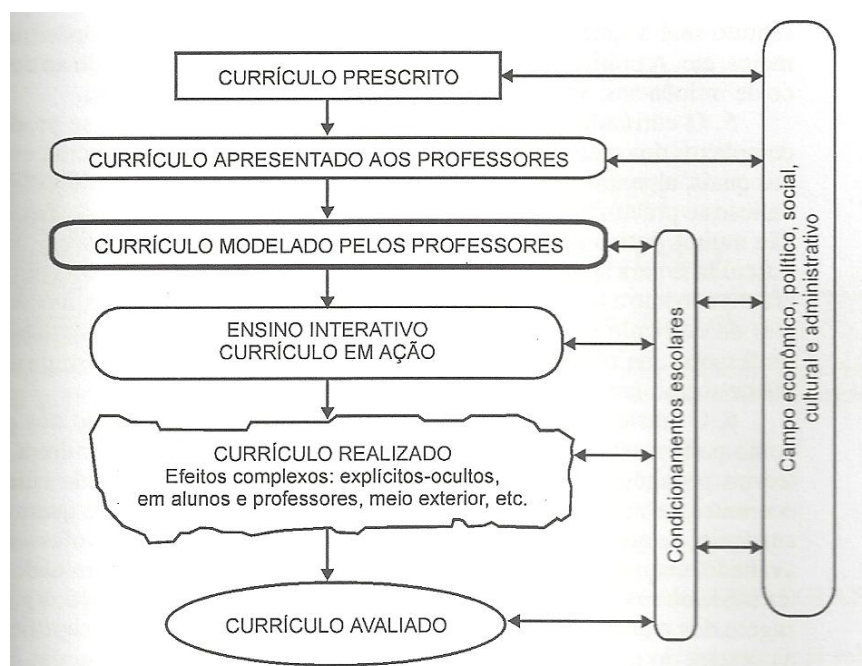 CURRÍCULO PRESCRITO
CURRÍCULO APRESENTADO AOS PROFESSORES
CURRÍCULO MODELADO PELOS PROFESSORES
ENSINO INTERATIVO
CURRÍCULO EM AÇÃO
CURRÍCULO REALIZADO
Efeitos complexos: explícitos-ocultos,
em alunos e professores, meio exterior, etc.
CURRÍCULO AVALIADO
Condicionamentos escolares
Campo econômico, político, social,
cultural e administrativo